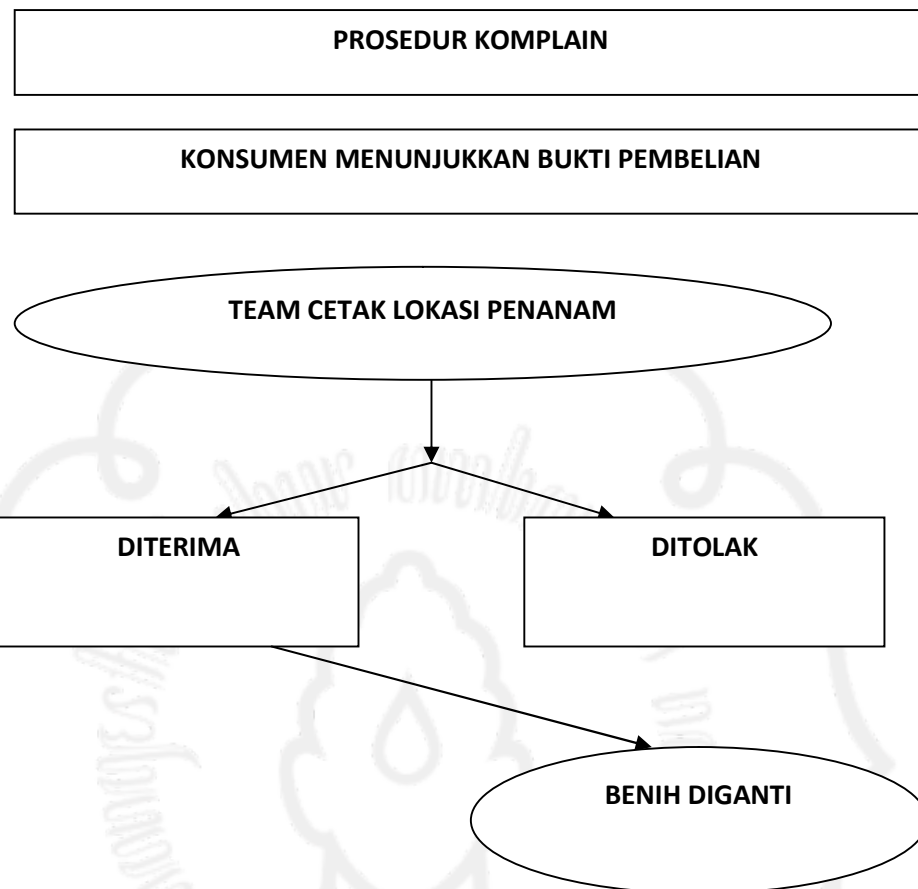 PROSEDUR KOMPLAIN
KONSUMEN MENUNJUKKAN BUKTI PEMBELIAN
TEAM CETAK LOKASI PENANAM
DITERIMA
DITOLAK
BENIH DIGANTI